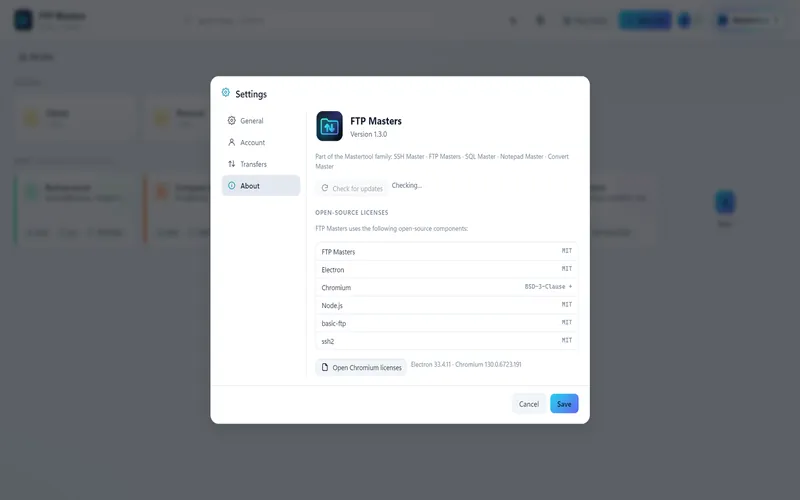 FTP Masters
Settings
General
Account
Transfers
About
FTP Masters
Version 1.3.0
Part of the Mastertool family: SSH Master · FTP Masters · SQL Master · Notepad Master · Convert
Master
Check for updates
Checking...
OPEN-SOURCE LICENSES
FTP Masters uses the following open-source components:
FTP Masters MIT
Electron MIT
Chromium BSD-3-Clause +
Node.js MIT
basic-ftp MIT
ssh2 MIT
Open Chromium licenses
Electron 33.4.11 · Chromium 130.0.6723.191
Cancel
Save